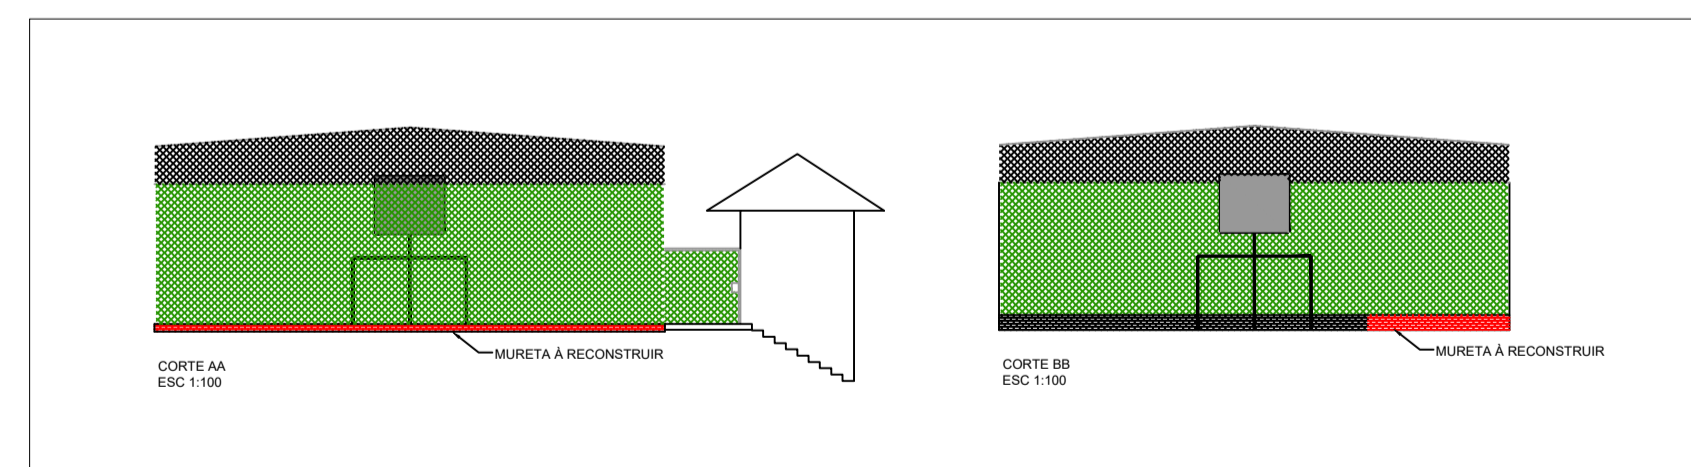 MURETA À RECONSTRUIR
CORTE AA
ESC 1:100
MURETA À RECONSTRUIR
CORTE BB
ESC 1:100